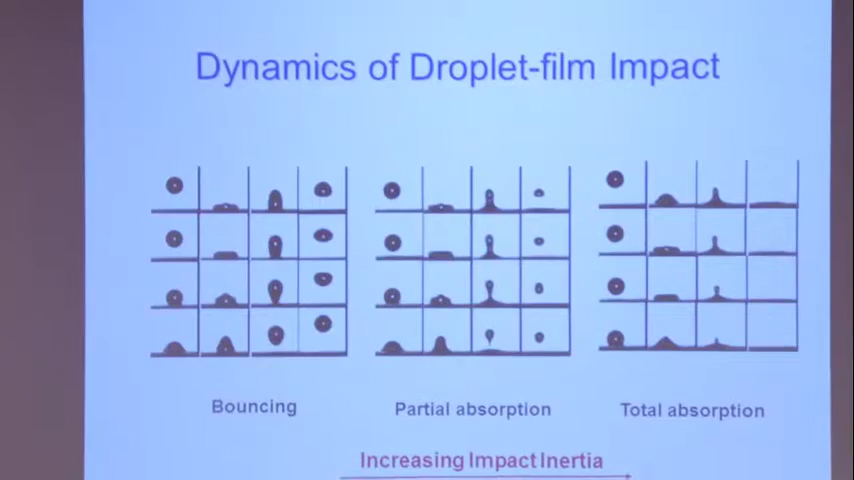 Dynamics of Droplet-film Impact
Bouncing
Partial absorption
Total absorption
Increasing Impact Inertia